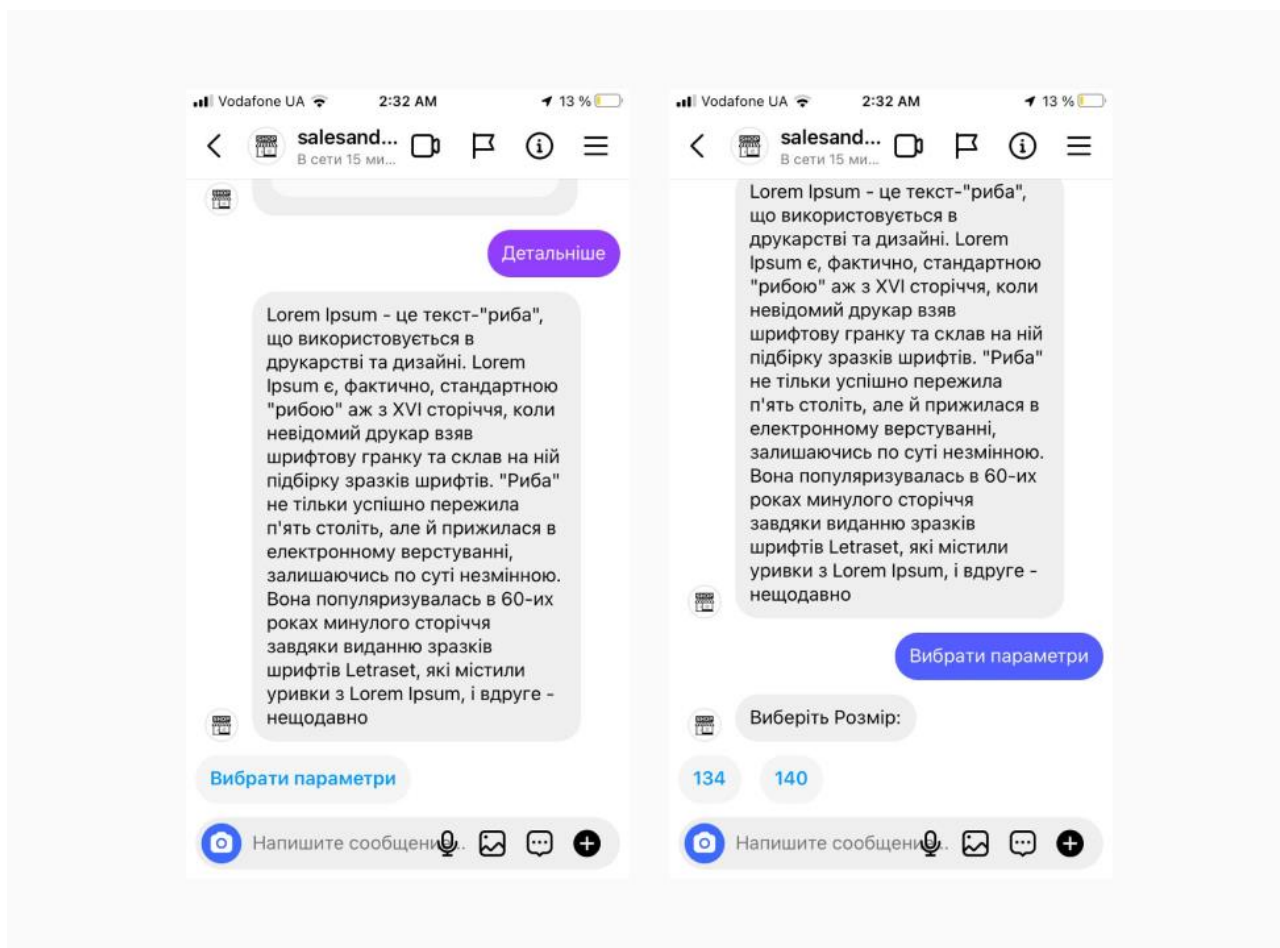 Vodafone UA 2:32 AM 13 %
salesand...
В сети 15 ми...
SHOP
Детальніше
Lorem Ipsum - це текст-"риба",
що використовується в
друкарстві та дизайні. Lorem
Ipsum є, фактично, стандартною
"рибою" аж з XVI сторіччя, коли
невідомий друкар взяв
шрифтову гранку та склав на ній
підбірку зразків шрифтів. "Риба"
не тільки успішно пережила
п'ять століть, але й прижилася в
електронному верстуванні,
залишаючись по суті незмінною.
Вона популяризувалась в 60-их
роках минулого сторіччя
завдяки виданню зразків
шрифтів Letraset, які містили
уривки з Lorem Ipsum, і вдруге -
нещодавно
SHOP
Вибрати параметри
Напишите сообщени..
Vodafone UA 2:32 AM 13 %
salesand...
В сети 15 ми...
Lorem Ipsum - це текст-"риба",
що використовується в
друкарстві та дизайні. Lorem
Ipsum є, фактично, стандартною
"рибою" аж з XVI сторіччя, коли
невідомий друкар взяв
шрифтову гранку та склав на ній
підбірку зразків шрифтів. "Риба"
не тільки успішно пережила
п'ять століть, але й прижилася в
електронному верстуванні,
залишаючись по суті незмінною.
Вона популяризувалась в 60-их
роках минулого сторіччя
завдяки виданню зразків
шрифтів Letraset, які містили
уривки з Lorem Ipsum, і вдруге -
нещодавно
SHOP
Вибрати параметри
Виберіть Розмір:
SHOP
134 140
Напишите сообщени..